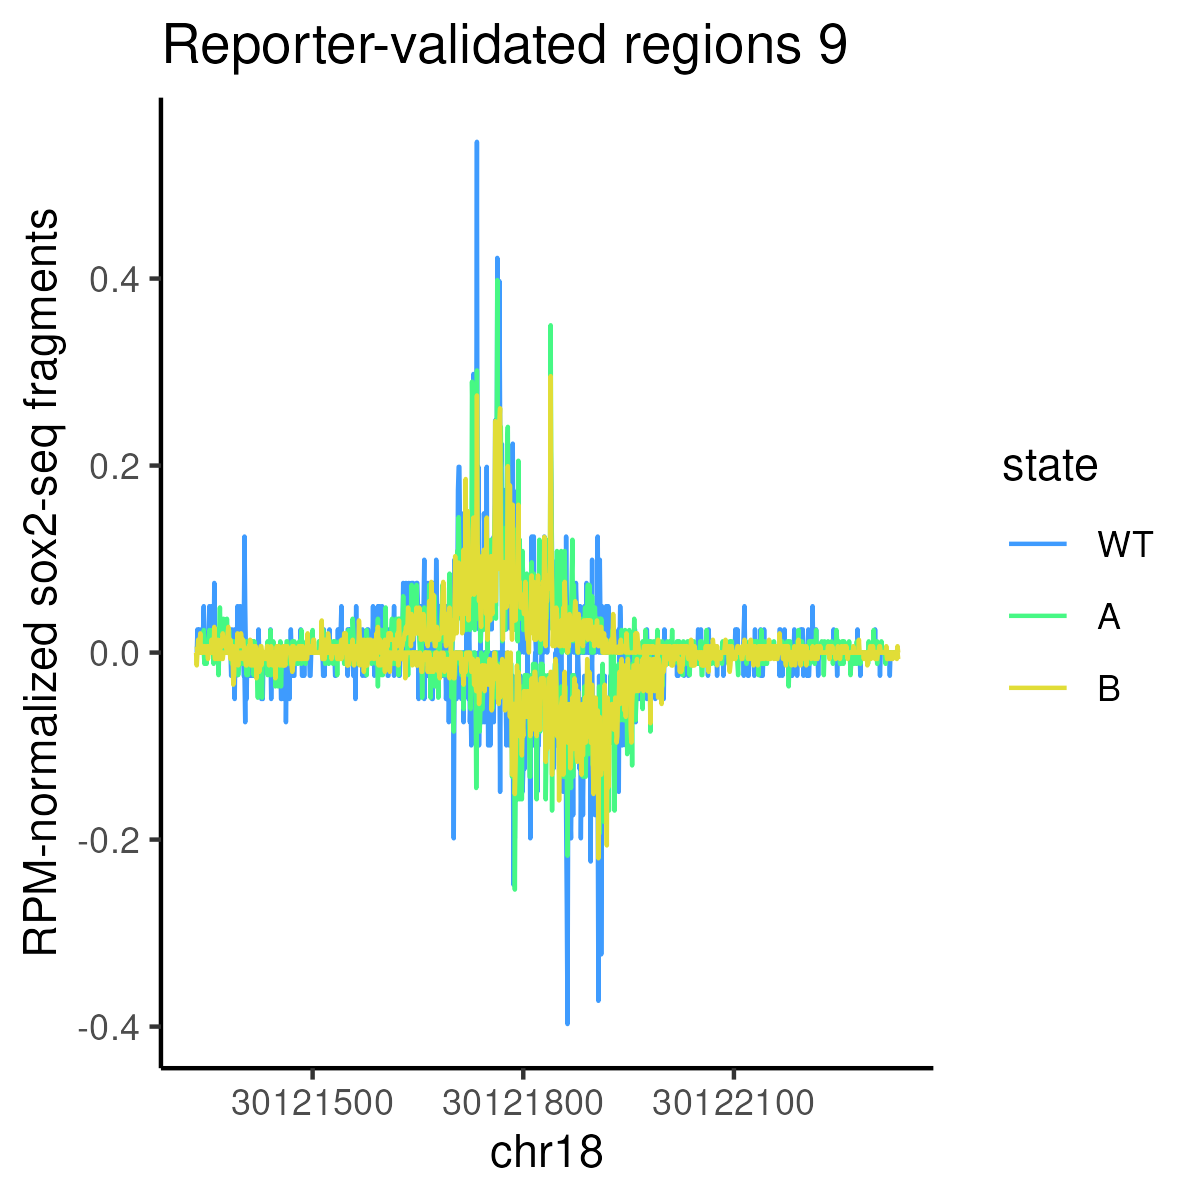 Reporter-validated regions 9
RPM-normalized sox2-seq fragments
0.4
0.2
0.0
-0.2
-0.4
30121500
30121800
30122100
chr18
state
WT
A
B